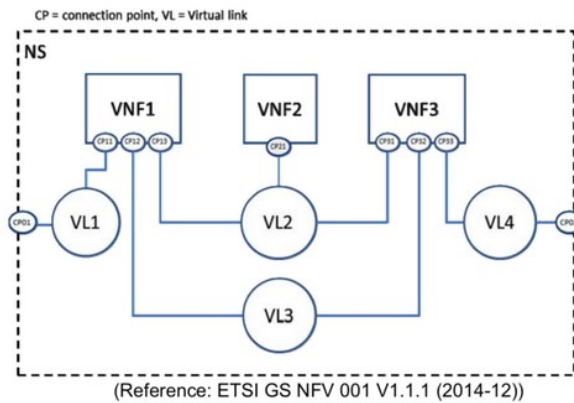 CP = connection point, VL = Virtual link
NS
VNF1 VNF2 VNF3
CP11 CP12 CP13 CP21 CP31 CP32 CP33
CP01 VL1 VL2 VL4
VL3
(Reference: ETSI GS NFV 001 V1.1.1 (2014-12))